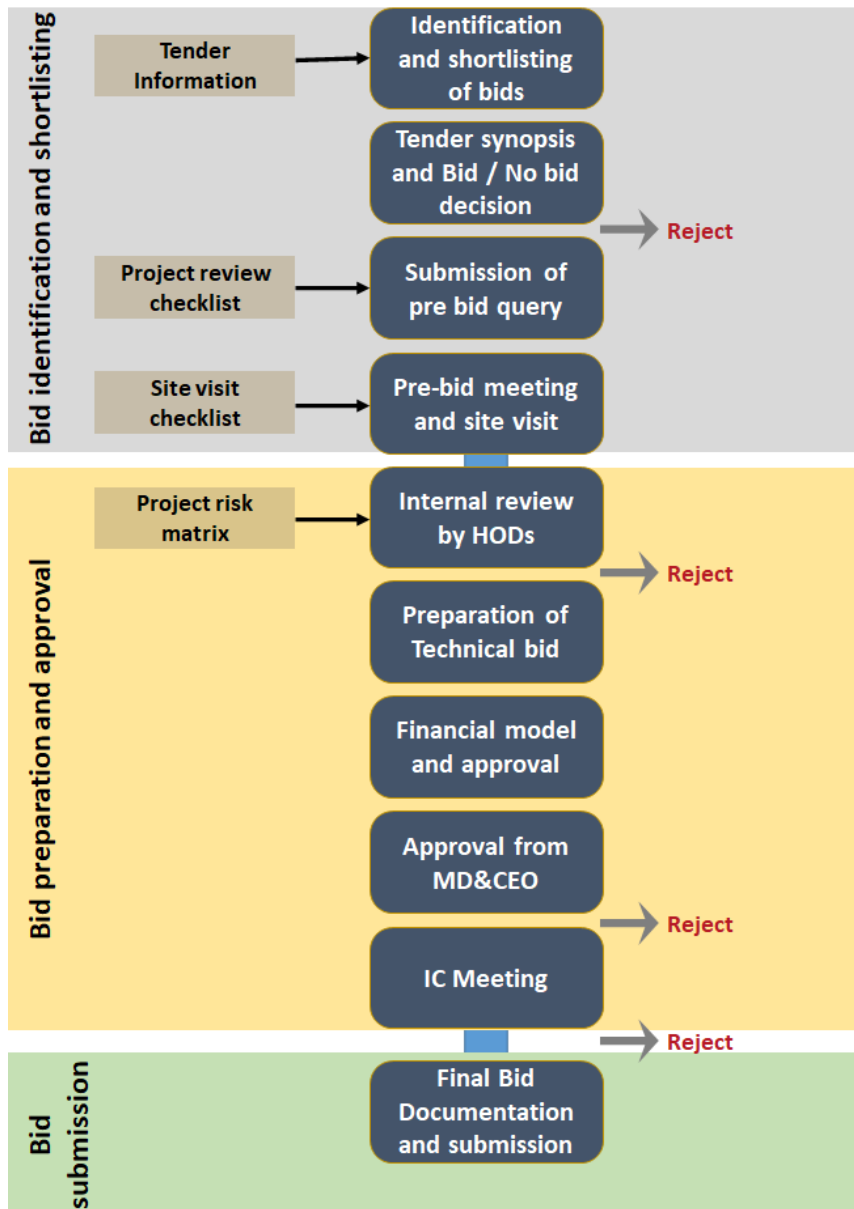 Bid identification and shortlisting
Tender
Information
Identification
and shortlisting
of bids
Tender synopsis
and Bid / No bid
decision
Reject
Project review
checklist
Submission of
pre bid query
Site visit
checklist
Pre-bid meeting
and site visit
Bid preparation and approval
Project risk
matrix
Internal review
by HODs
Reject
Preparation of
Technical bid
Financial model
and approval
Approval from
MD&CEO
Reject
IC Meeting
Reject
Bid
submission
Final Bid
Documentation
and submission